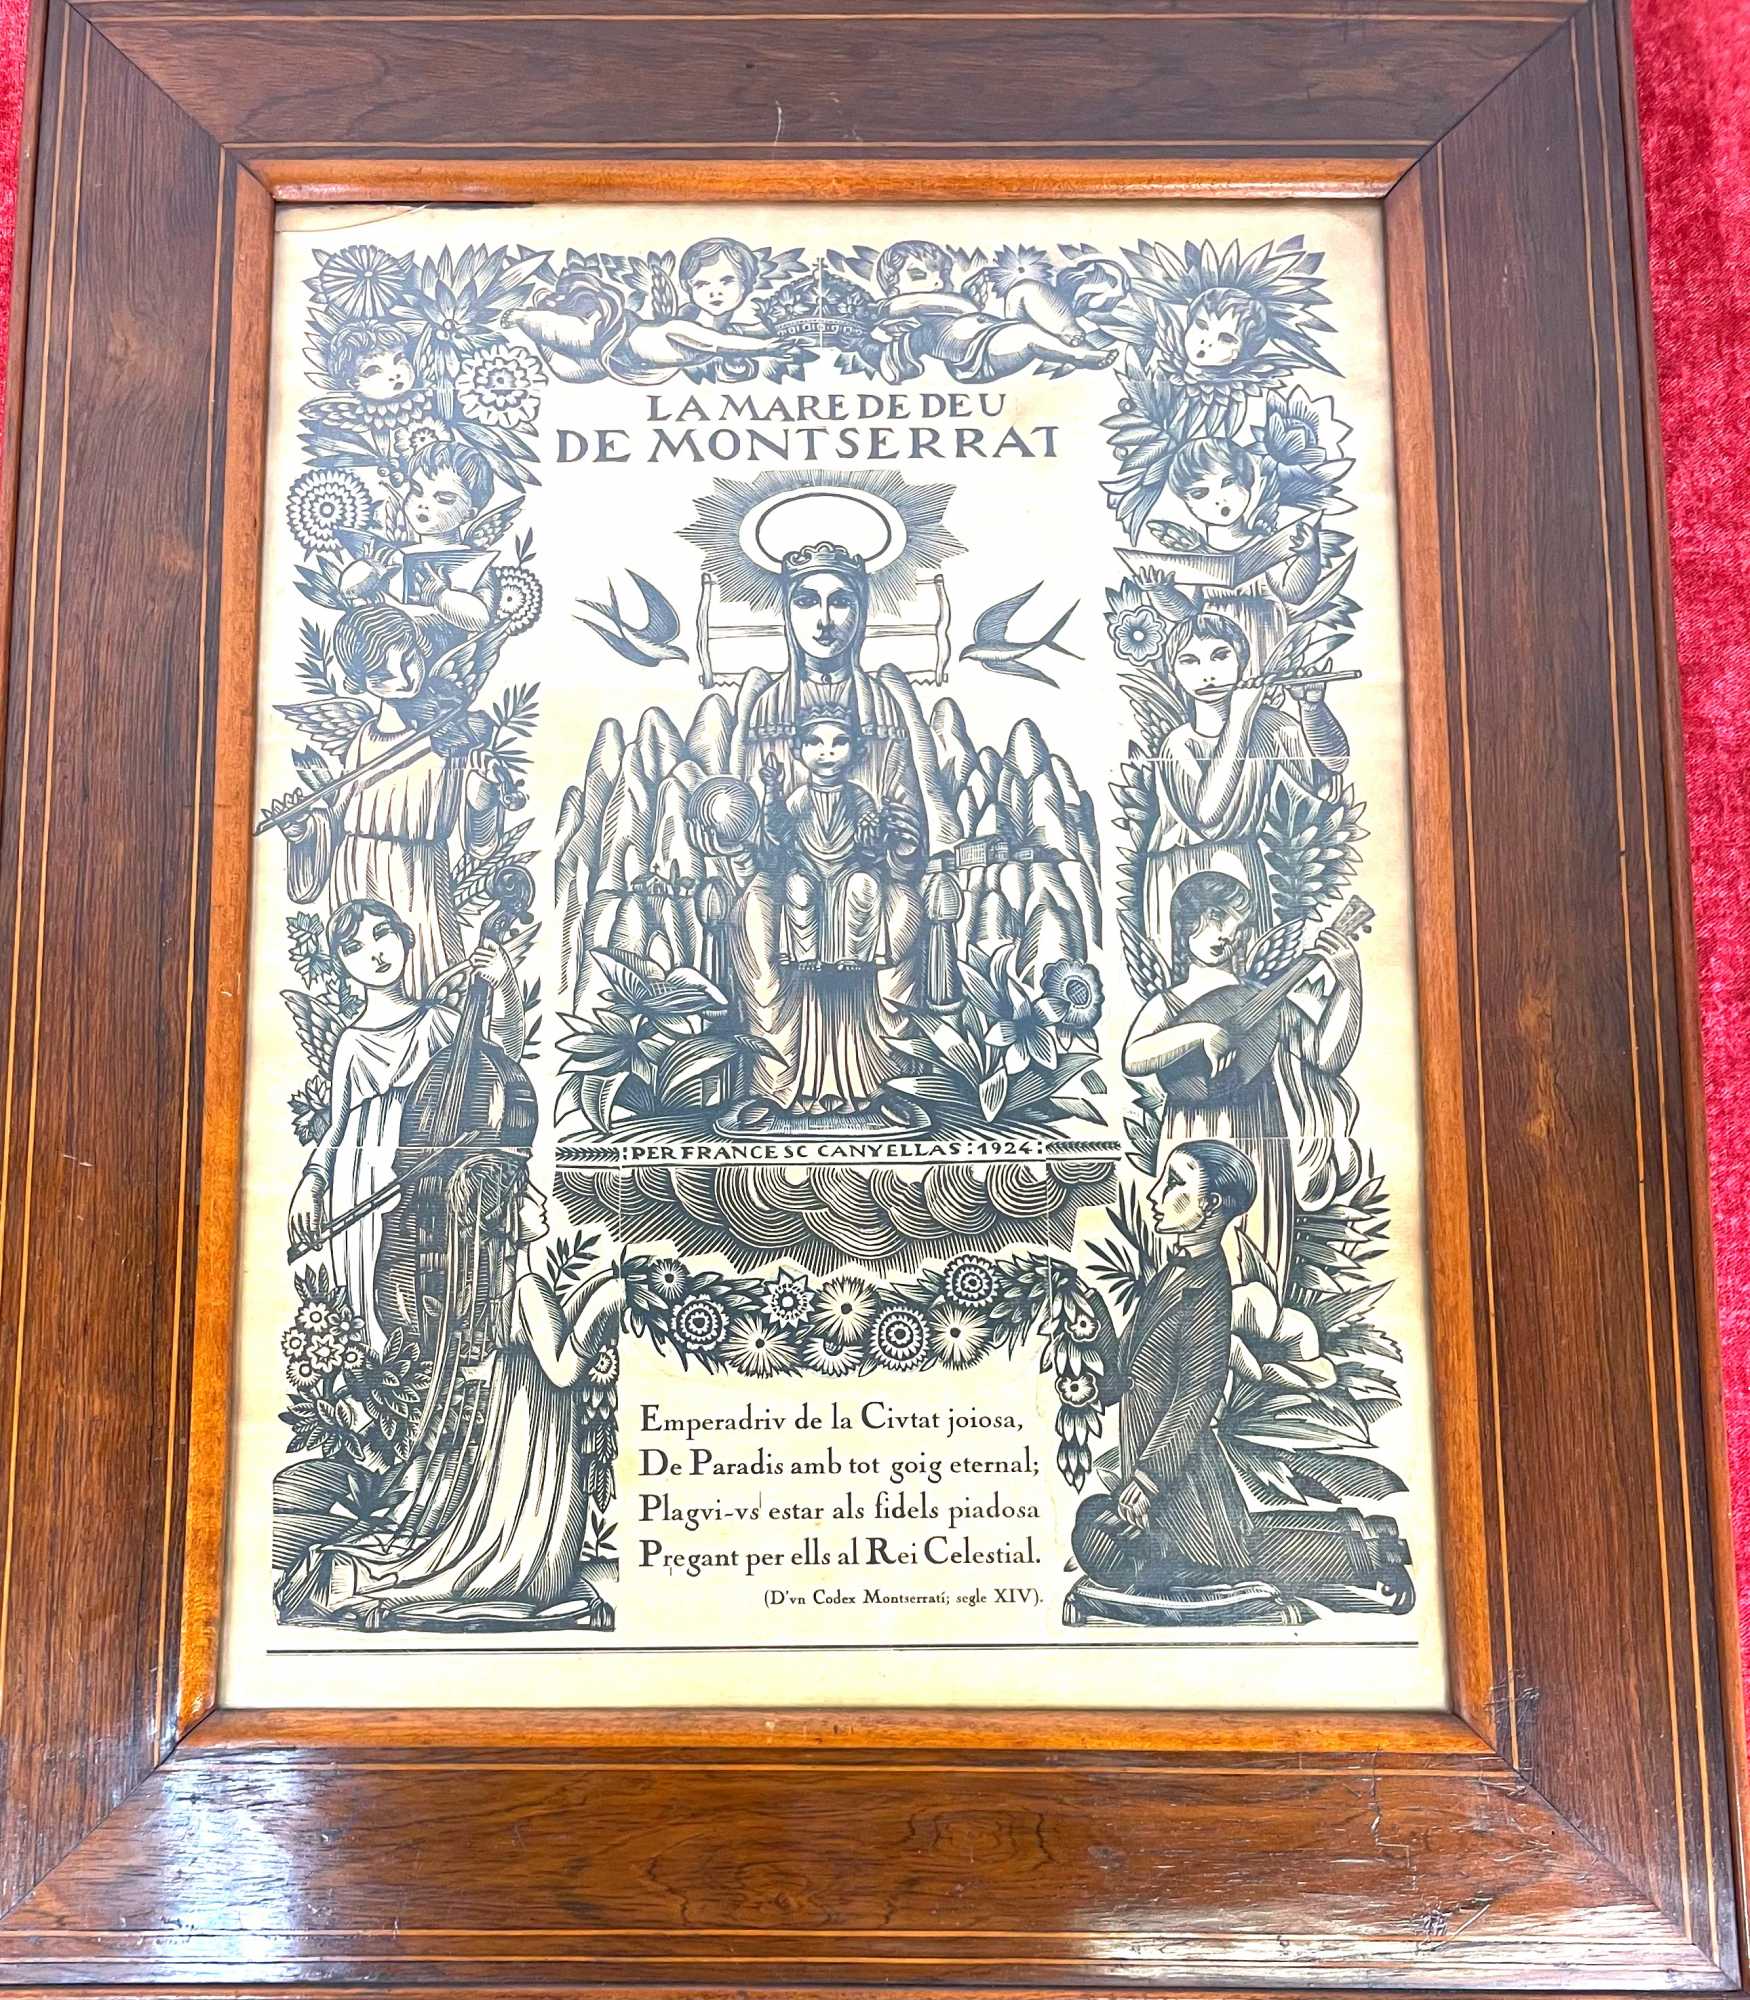 LA MARE DE DEU
DE MONTSERRAT
:PER FRANCESC CANYELLAS:1924:
Emperadriv de la Civtat joiosa,
De Paradis amb tot goig eternal;
Plagvi-vs estar als fidels piadosa
Pregant per ells al Rei Celestial.
(D'vn Codex Montserratí; segle XIV).